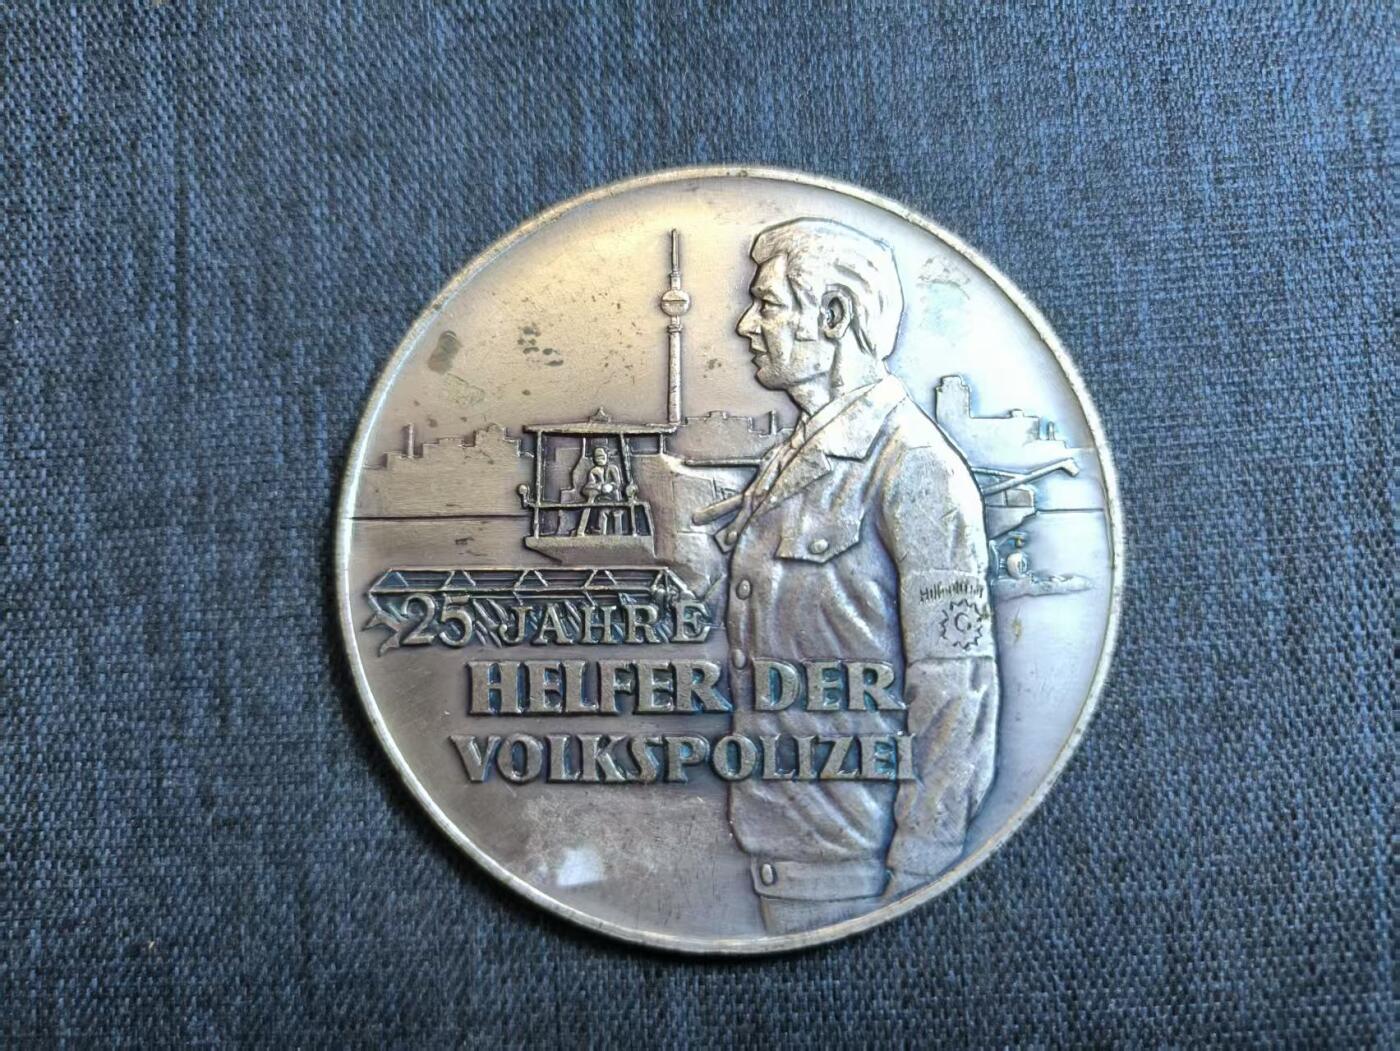 25 JAHRE
HELFER DER
VOLKSPOLIZEI